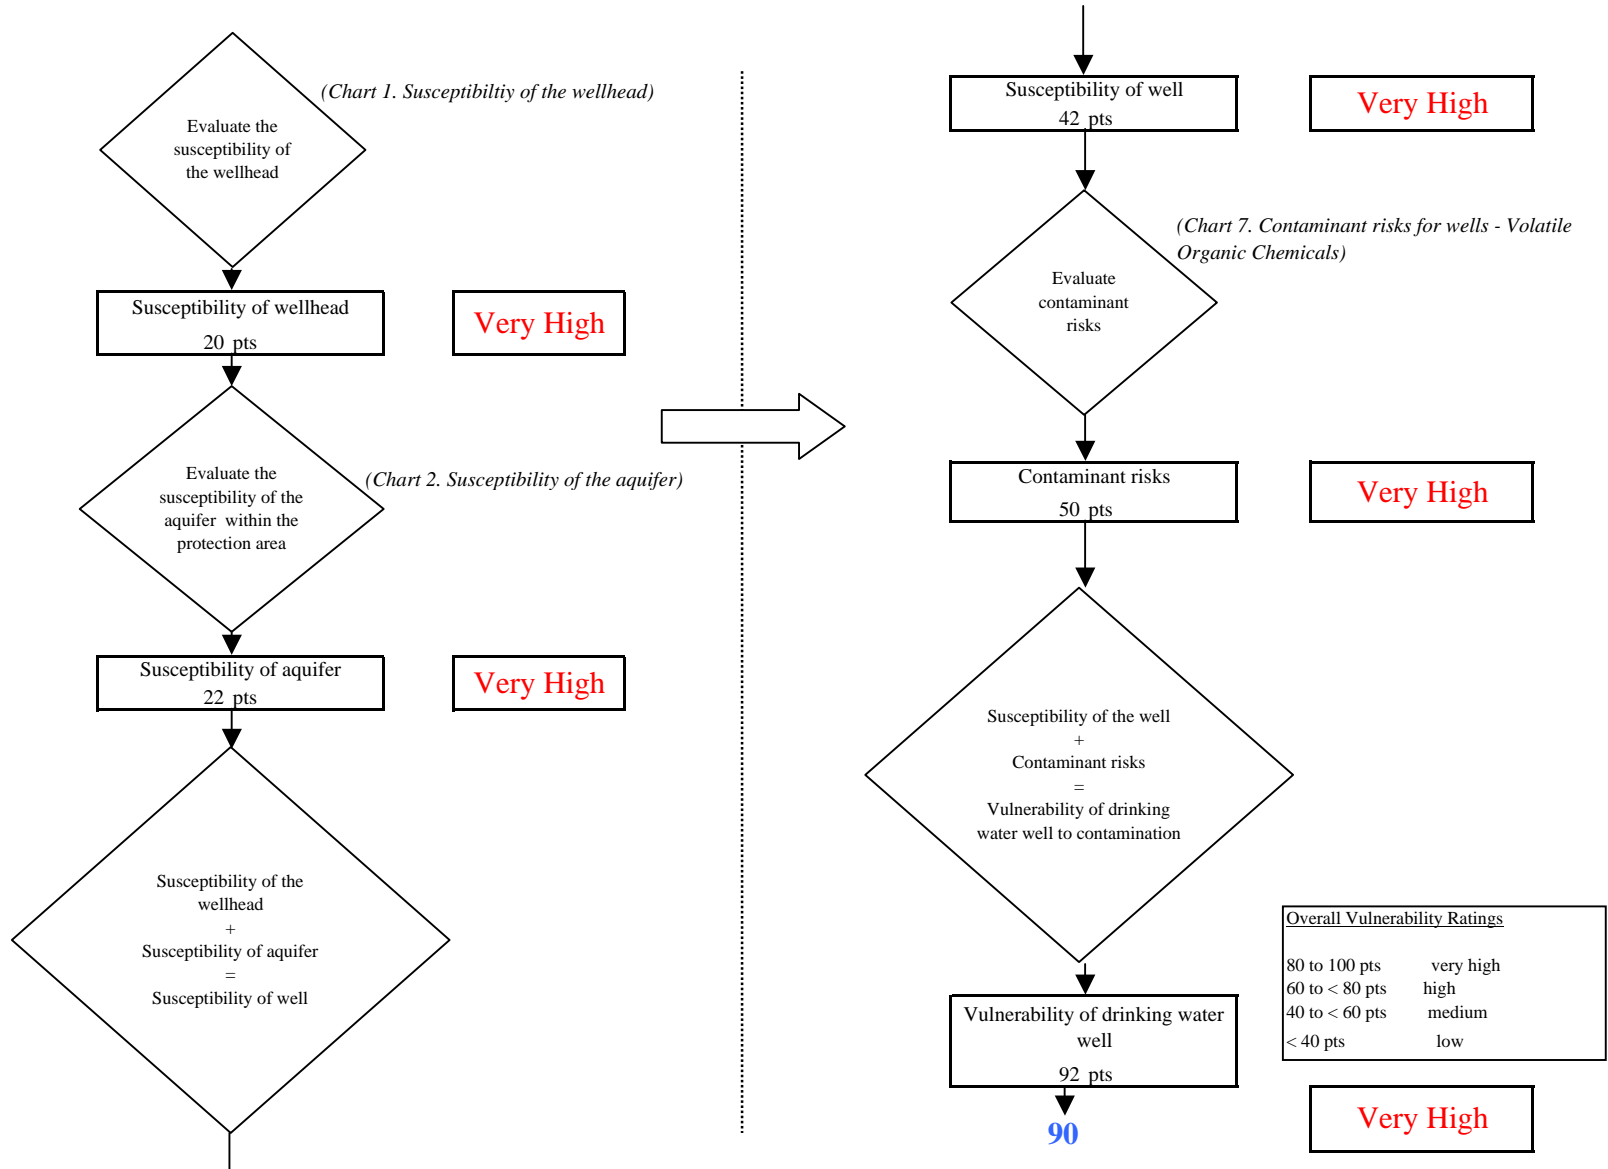 (Chart 1. Susceptibiltiy of the wellhead)
Evaluate the
susceptibility of
the wellhead
Susceptibility of wellhead
20 pts
Very High
Evaluate the
susceptibility of the
aquifer within the
protection area
(Chart 2. Susceptibility of the aquifer)
Susceptibility of aquifer
22 pts
Very High
Susceptibility of the
wellhead
+
Susceptibility of aquifer
=
Susceptibility of well
Susceptibility of well
42 pts
Very High
(Chart 7. Contaminant risks for wells - Volatile
Organic Chemicals)
Evaluate
contaminant
risks
Contaminant risks
50 pts
Very High
Susceptibility of the well
+
Contaminant risks
=
Vulnerability of drinking
water well to contamination
Overall Vulnerability Ratings
80 to 100 pts very high
60 to < 80 pts high
40 to < 60 pts medium
< 40 pts low
Vulnerability of drinking water
well
92 pts
90
Very High